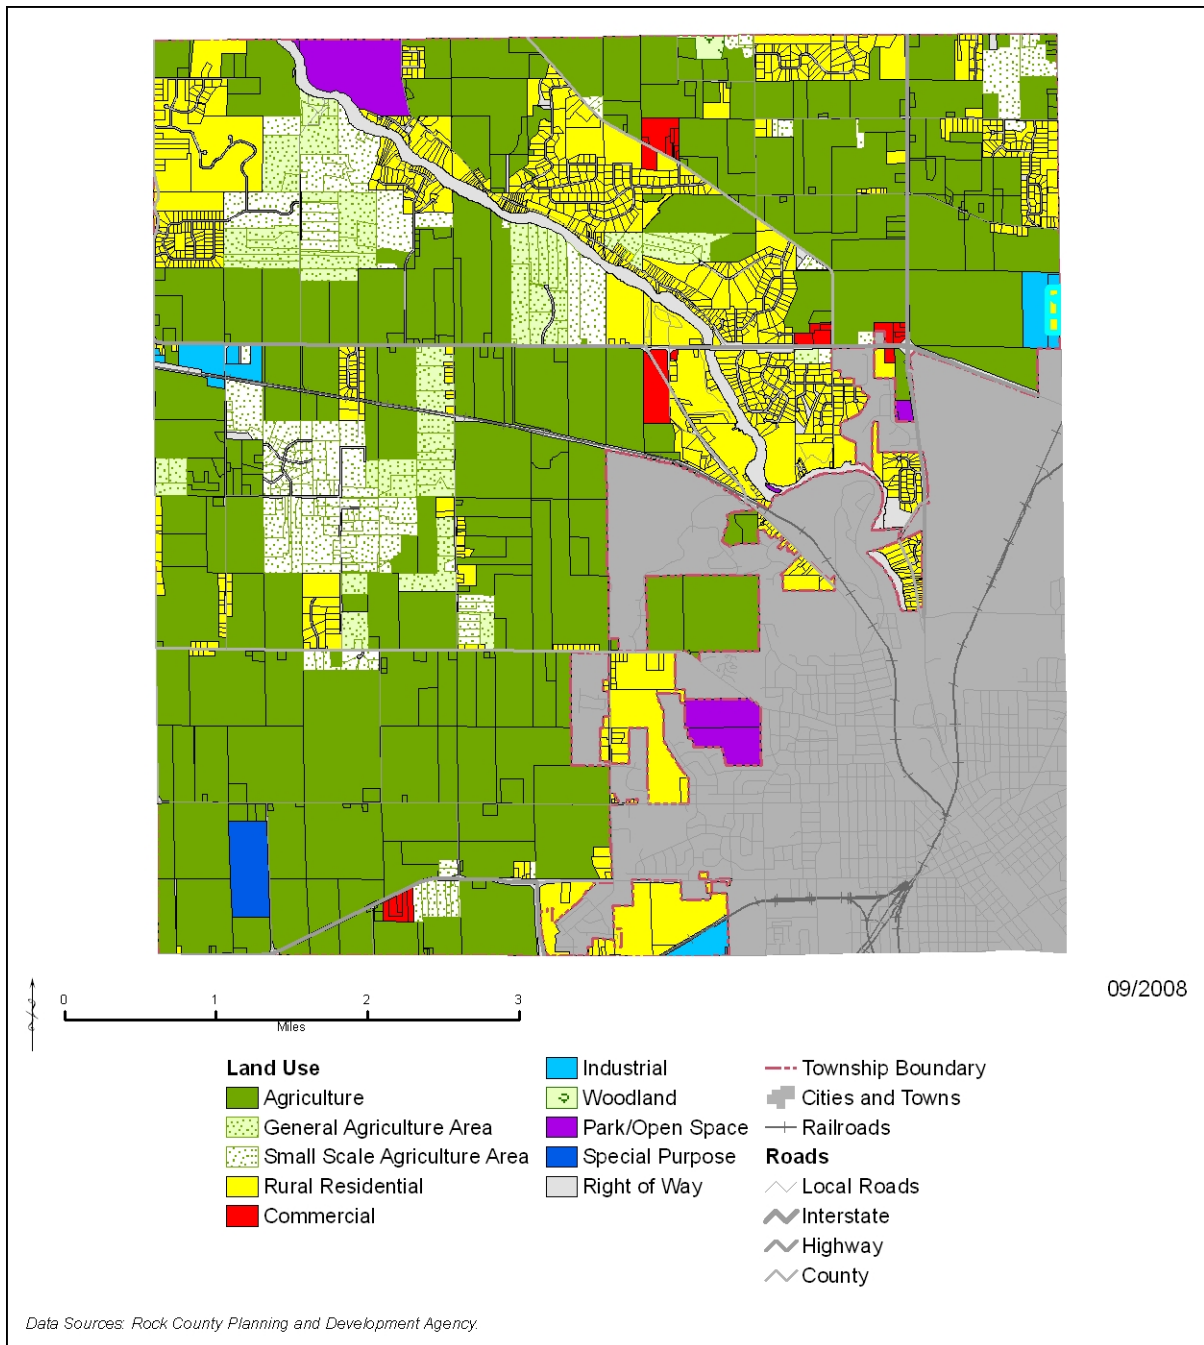 09/2008
0 1 2 3
Miles
Land Use
Agriculture
General Agriculture Area
Small Scale Agriculture Area
Rural Residential
Commercial
Industrial
Woodland
Park/Open Space
Special Purpose
Right of Way
Township Boundary
Cities and Towns
Railroads
Roads
Local Roads
Interstate
Highway
County
Data Sources: Rock County Planning and Development Agency.